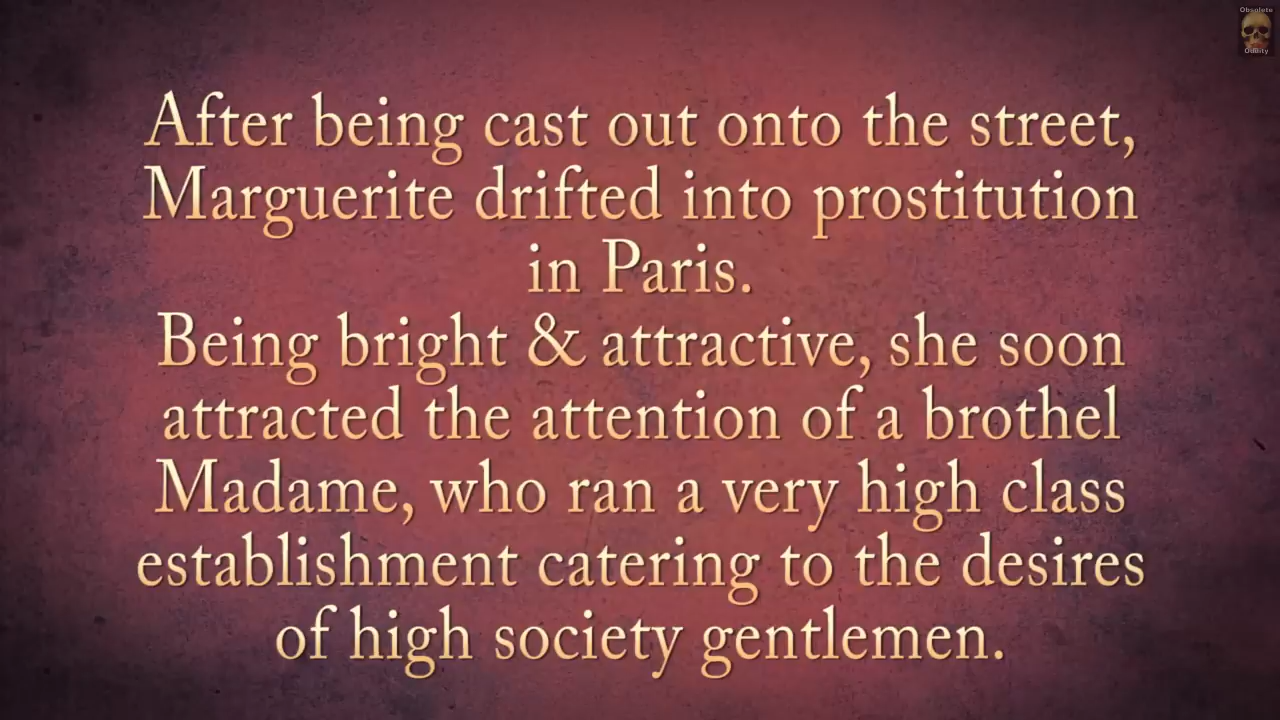 Obsolete
Oddity
After being cast out onto the street,
Marguerite drifted into prostitution
in Paris.
Being bright & attractive, she soon
attracted the attention of a brothel
Madame, who ran a very high class
establishment catering to the desires
of high society gentlemen.